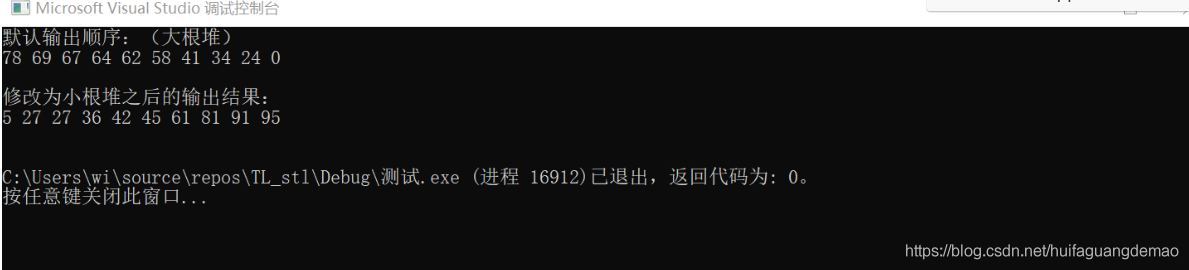 Microsoft Visual Studio 调试控制台
默认输出顺序：（大根堆）
78 69 67 64 62 58 41 34 24 0
修改为小根堆之后的输出结果：
5 27 27 36 42 45 61 81 91 95
C:\Users\wi\source\repos\TL_stl\Debug\测试.exe (进程 16912)已退出，返回代码为: 0。
按任意键关闭此窗口...
https://blog.csdn.net/huifaguangdemao